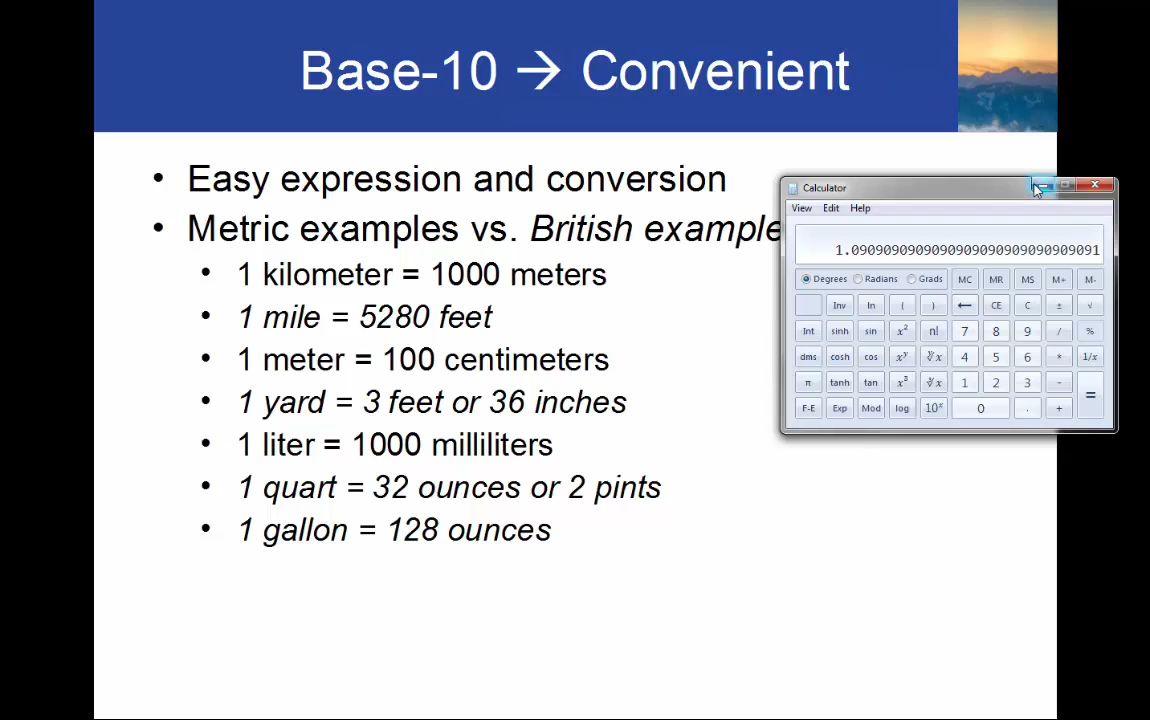 Base-10 → Convenient
• Easy expression and conversion
• Metric examples vs. British example
• 1 kilometer = 1000 meters
• 1 mile = 5280 feet
• 1 meter = 100 centimeters
• 1 yard = 3 feet or 36 inches
• 1 liter = 1000 milliliters
• 1 quart = 32 ounces or 2 pints
• 1 gallon = 128 ounces
Calculator
View Edit Help
1.0909090909090909090909090909091
Degrees Radians Grads MC MR MS M+ M-
Inv ln ( ) ← CE C ± √
Int sinh sin x² n! 7 8 9 / %
dms cosh cos xʸ ʸ√x 4 5 6 * 1/x
π tanh tan x³ ³√x 1 2 3 - =
F-E Exp Mod log 10ˣ 0 . +